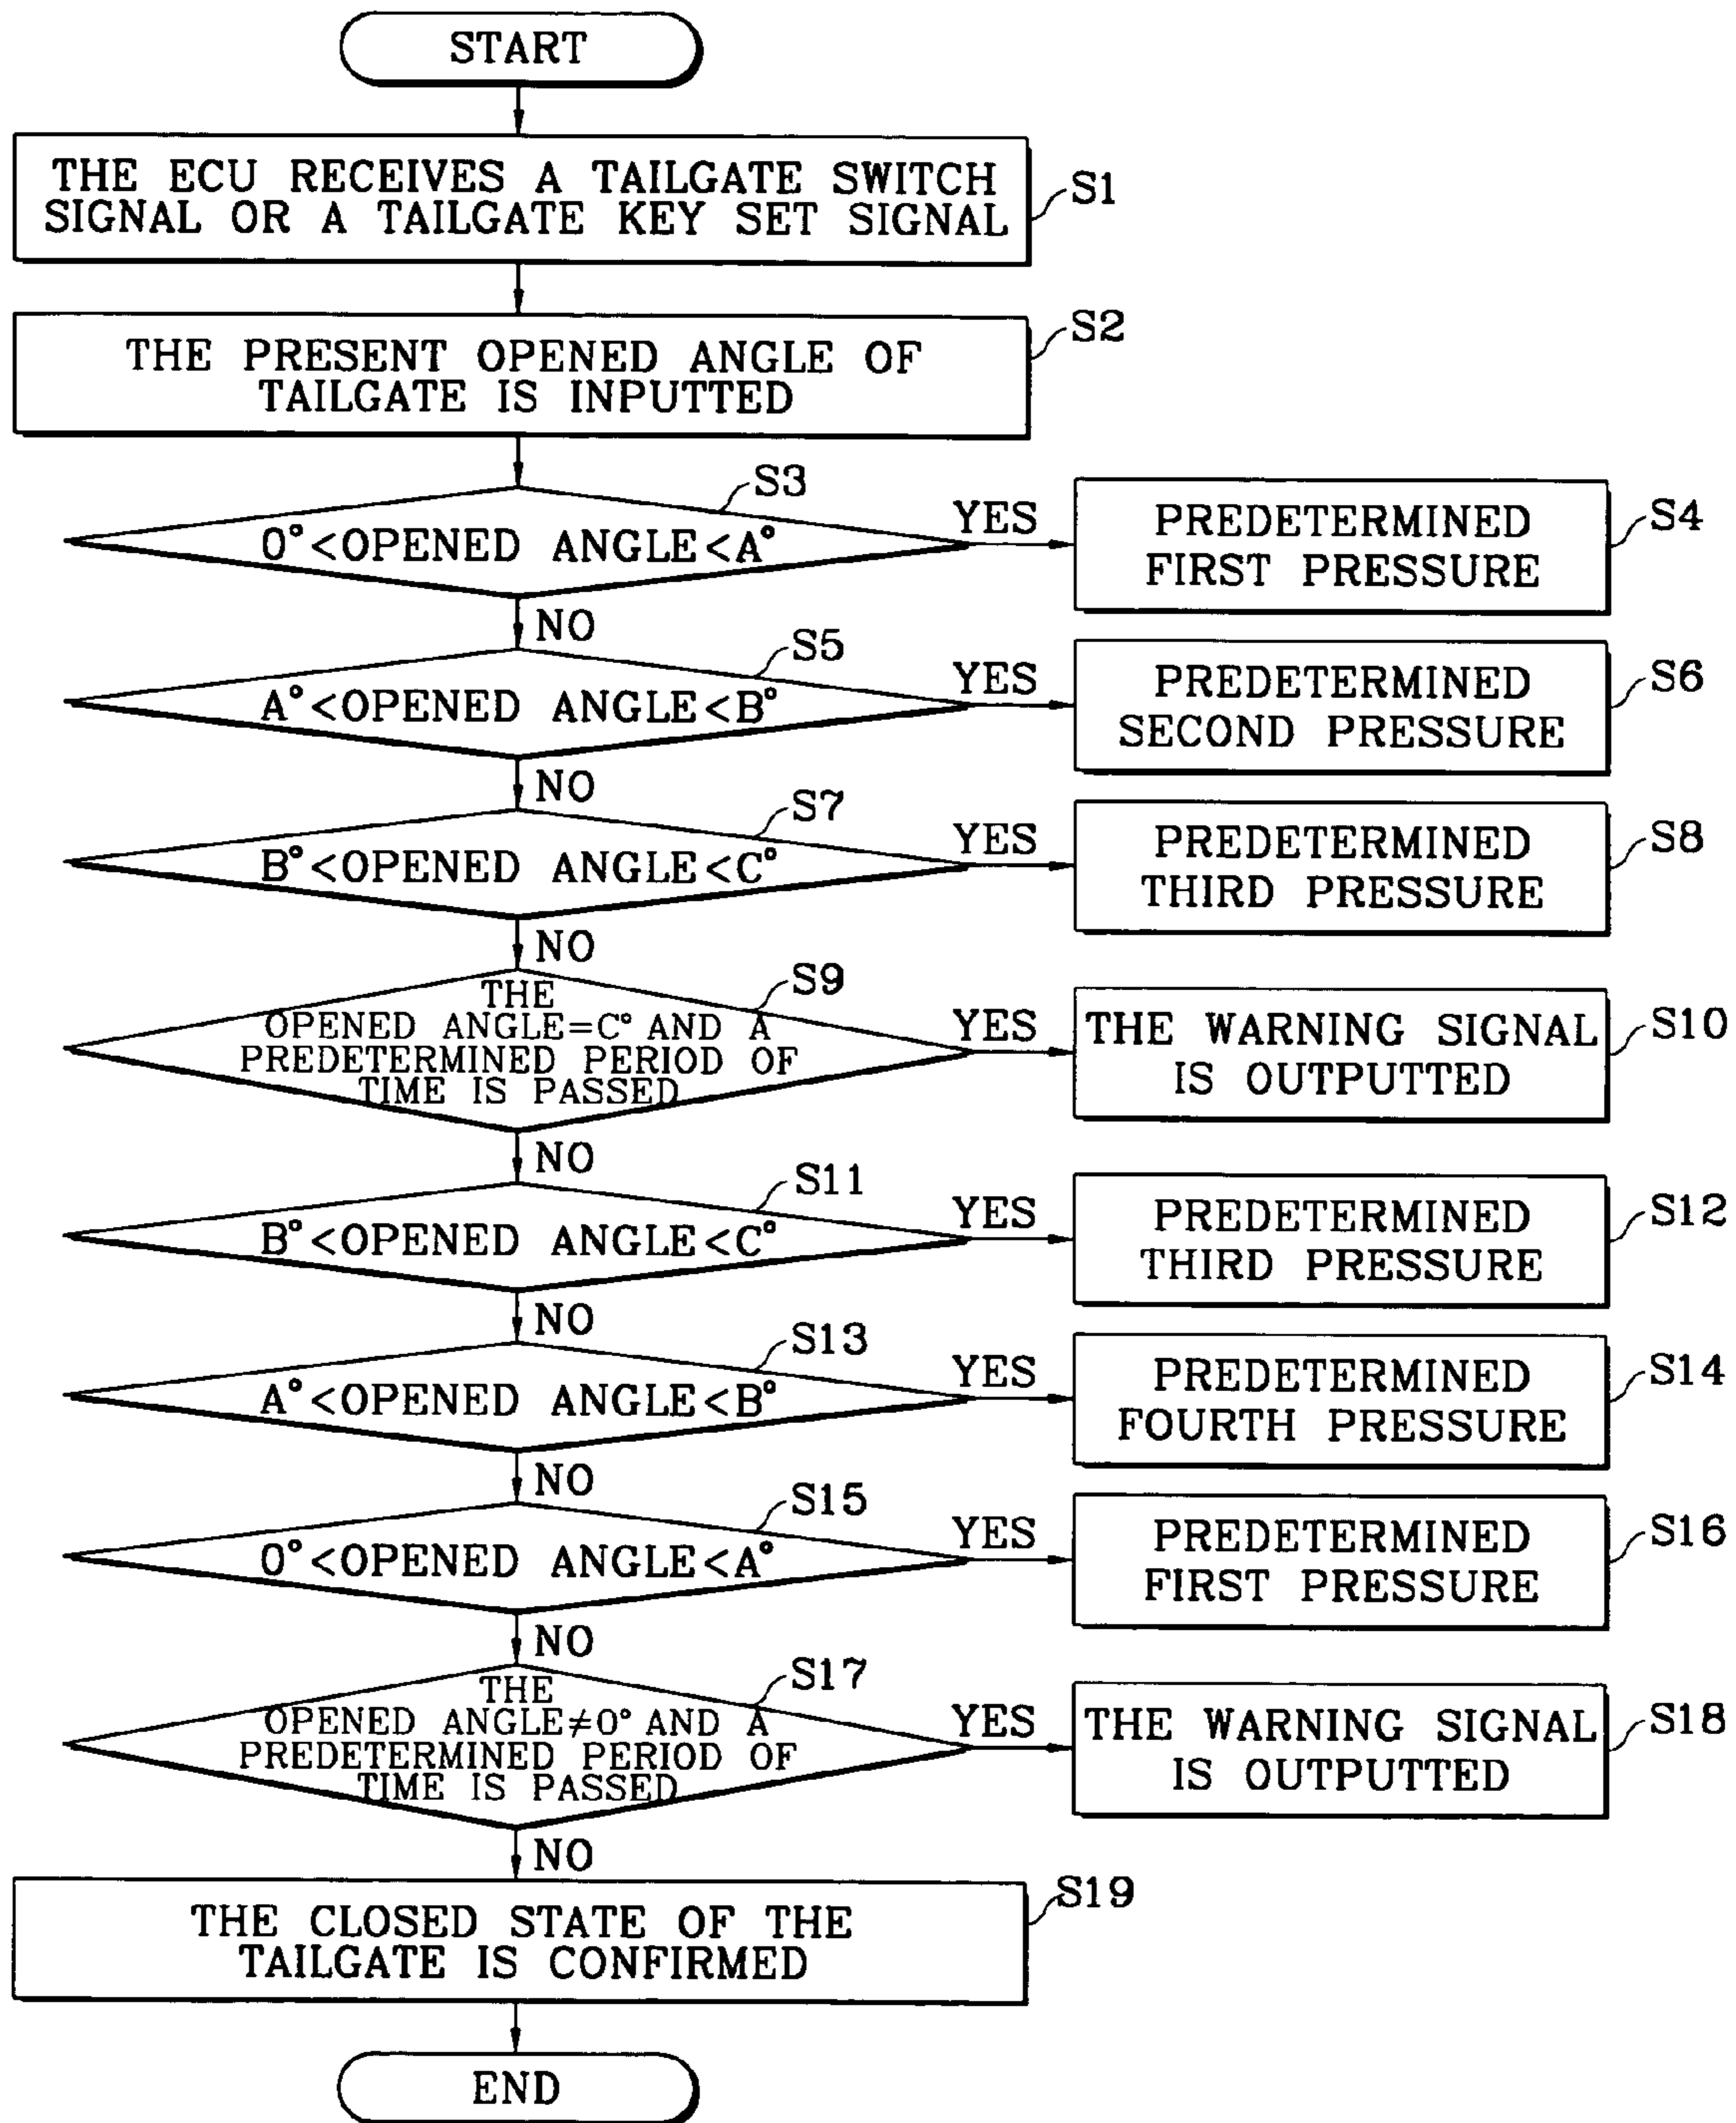 START
THE ECU RECEIVES A TAILGATE SWITCH
SIGNAL OR A TAILGATE KEY SET SIGNAL
S1
THE PRESENT OPENED ANGLE OF
TAILGATE IS INPUTTED
S2
S3
0°<OPENED ANGLE<A°
YES
PREDETERMINED
FIRST PRESSURE
S4
NO
S5
A°<OPENED ANGLE<B°
YES
PREDETERMINED
SECOND PRESSURE
S6
NO
S7
B°<OPENED ANGLE<C°
YES
PREDETERMINED
THIRD PRESSURE
S8
NO
S9
THE
OPENED ANGLE=C° AND A
PREDETERMINED PERIOD OF
TIME IS PASSED
YES
THE WARNING SIGNAL
IS OUTPUTTED
S10
NO
S11
B°<OPENED ANGLE<C°
YES
PREDETERMINED
THIRD PRESSURE
S12
NO
S13
A°<OPENED ANGLE<B°
YES
PREDETERMINED
FOURTH PRESSURE
S14
NO
S15
0°<OPENED ANGLE<A°
YES
PREDETERMINED
FIRST PRESSURE
S16
NO
S17
THE
OPENED ANGLE≠0° AND A
PREDETERMINED PERIOD OF
TIME IS PASSED
YES
THE WARNING SIGNAL
IS OUTPUTTED
S18
NO
THE CLOSED STATE OF THE
TAILGATE IS CONFIRMED
S19
END